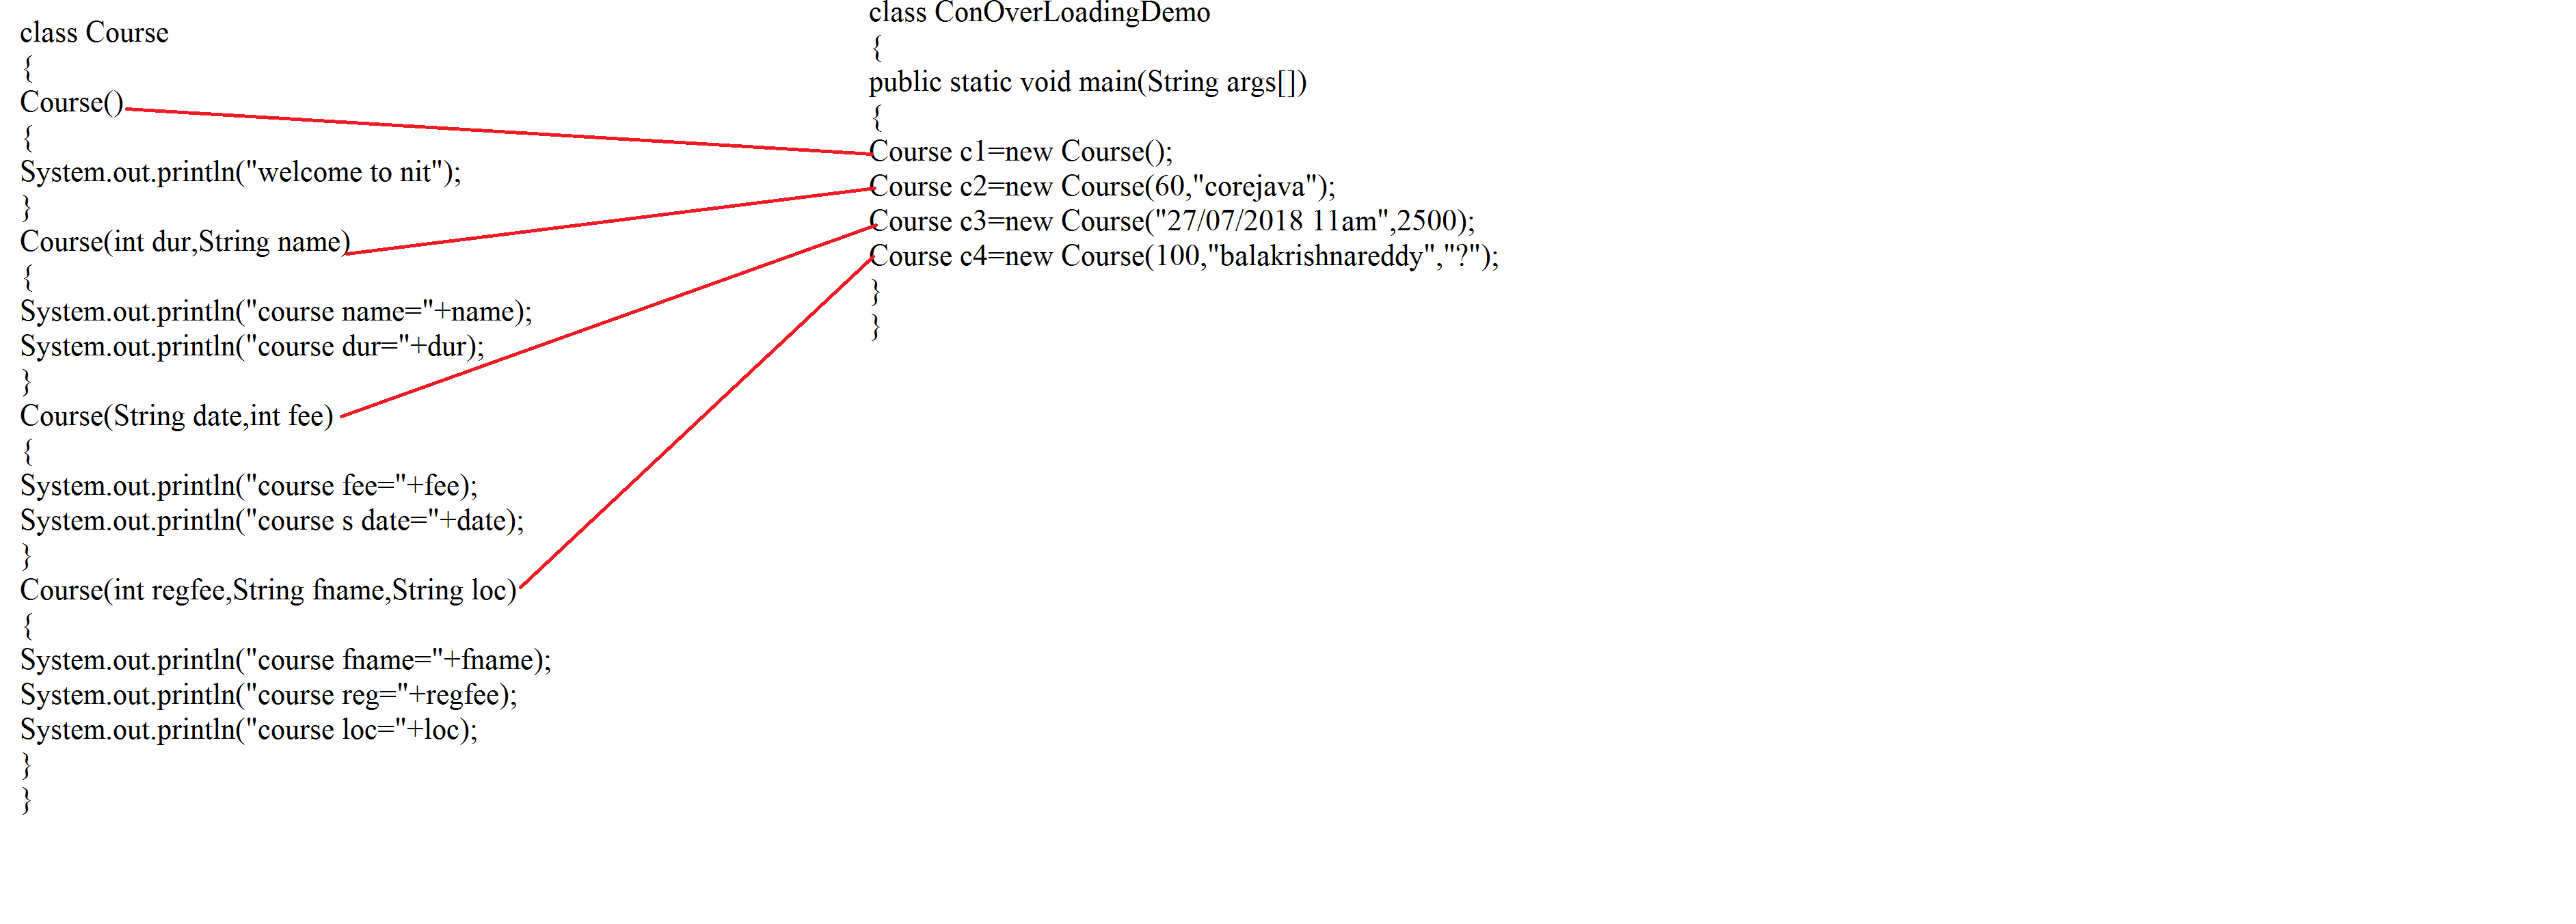 class Course
{
Course()
{
System.out.println("welcome to nit");
}
Course(int dur,String name)
{
System.out.println("course name="+name);
System.out.println("course dur="+dur);
}
Course(String date,int fee)
{
System.out.println("course fee="+fee);
System.out.println("course s date="+date);
}
Course(int regfee,String fname,String loc)
{
System.out.println("course fname="+fname);
System.out.println("course reg="+regfee);
System.out.println("course loc="+loc);
}
}
class ConOverLoadingDemo
{
public static void main(String args[])
{
Course c1=new Course();
Course c2=new Course(60,"corejava");
Course c3=new Course("27/07/2018 11am",2500);
Course c4=new Course(100,"balakrishnareddy","?");
}
}